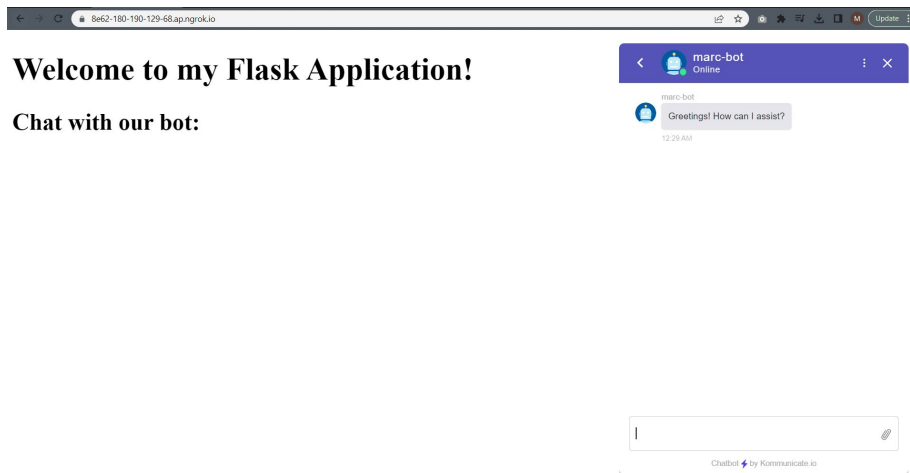 8e62-180-190-129-68.ap.ngrok.io
M
Update
Welcome to my Flask Application!
Chat with our bot:
marc-bot
Online
marc-bot
Greetings! How can I assist?
12:29 AM
Chatbot by Kommunicate.io